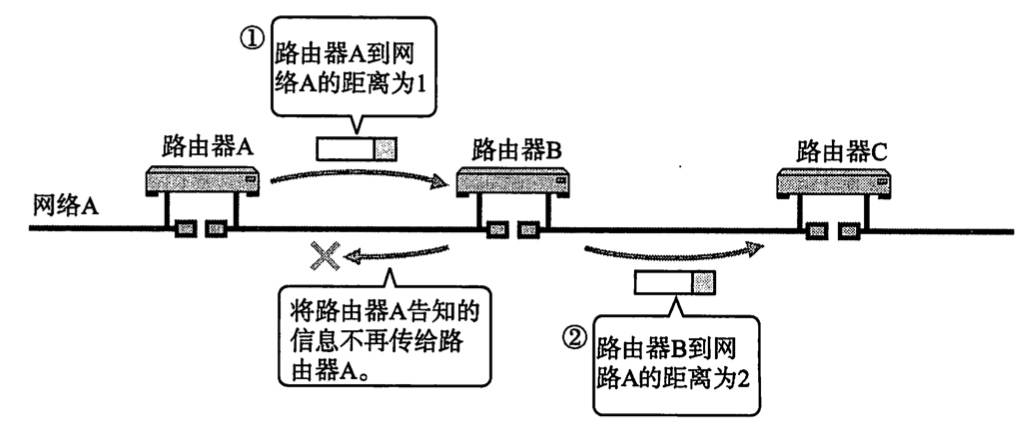 ①
路由器A到网
络A的距离为1
路由器A
路由器B
路由器C
网络A
将路由器A告知的
信息不再传给路
由器A。
②
路由器B到网
路A的距离为2